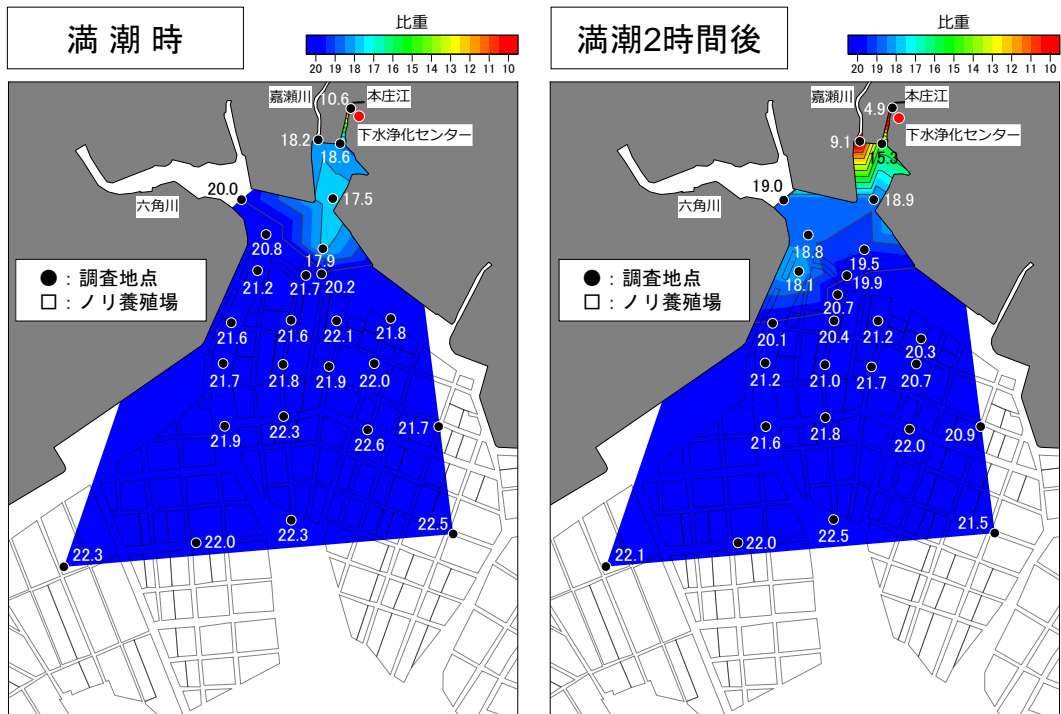 満 潮 時
比重
20 19 18 17 16 15 14 13 12 11 10
嘉瀬川
10.6
本庄江
下水浄化センター
18.2
18.6
20.0
17.5
六角川
20.8
17.9
●：調査地点
□：ノリ養殖場
21.2
21.7
20.2
21.6
21.6
22.1
21.8
21.7
21.8
21.9
22.0
21.9
22.3
22.6
21.7
22.3
22.0
22.3
22.5
満潮2時間後
比重
20 19 18 17 16 15 14 13 12 11 10
嘉瀬川
4.9
本庄江
下水浄化センター
9.1
15.3
19.0
18.9
六角川
18.8
19.5
●：調査地点
□：ノリ養殖場
18.1
19.9
20.7
20.1
20.4
21.2
20.3
21.2
21.0
21.7
20.7
21.6
21.8
22.0
20.9
22.1
22.0
22.5
21.5